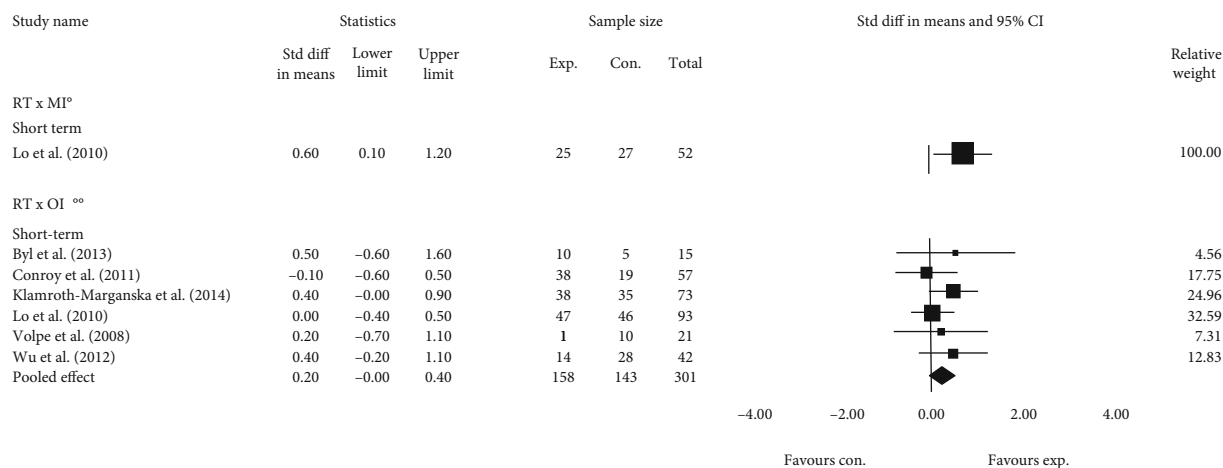 Study name Statistics Sample size Std diff in means and 95% CI
Std diff in means Lower limit Upper limit Exp. Con. Total Relative weight
RT x MI°
Short term
Lo et al. (2010) 0.60 0.10 1.20 25 27 52 100.00
RT x OI °°
Short-term
Byl et al. (2013) 0.50 −0.60 1.60 10 5 15 4.56
Conroy et al. (2011) −0.10 −0.60 0.50 38 19 57 17.75
Klamroth-Marganska et al. (2014) 0.40 −0.00 0.90 38 35 73 24.96
Lo et al. (2010) 0.00 −0.40 0.50 47 46 93 32.59
Volpe et al. (2008) 0.20 −0.70 1.10 1 10 21 7.31
Wu et al. (2012) 0.40 −0.20 1.10 14 28 42 12.83
Pooled effect 0.20 −0.00 0.40 158 143 301
−4.00 −2.00 0.00 2.00 4.00
Favours con. Favours exp.